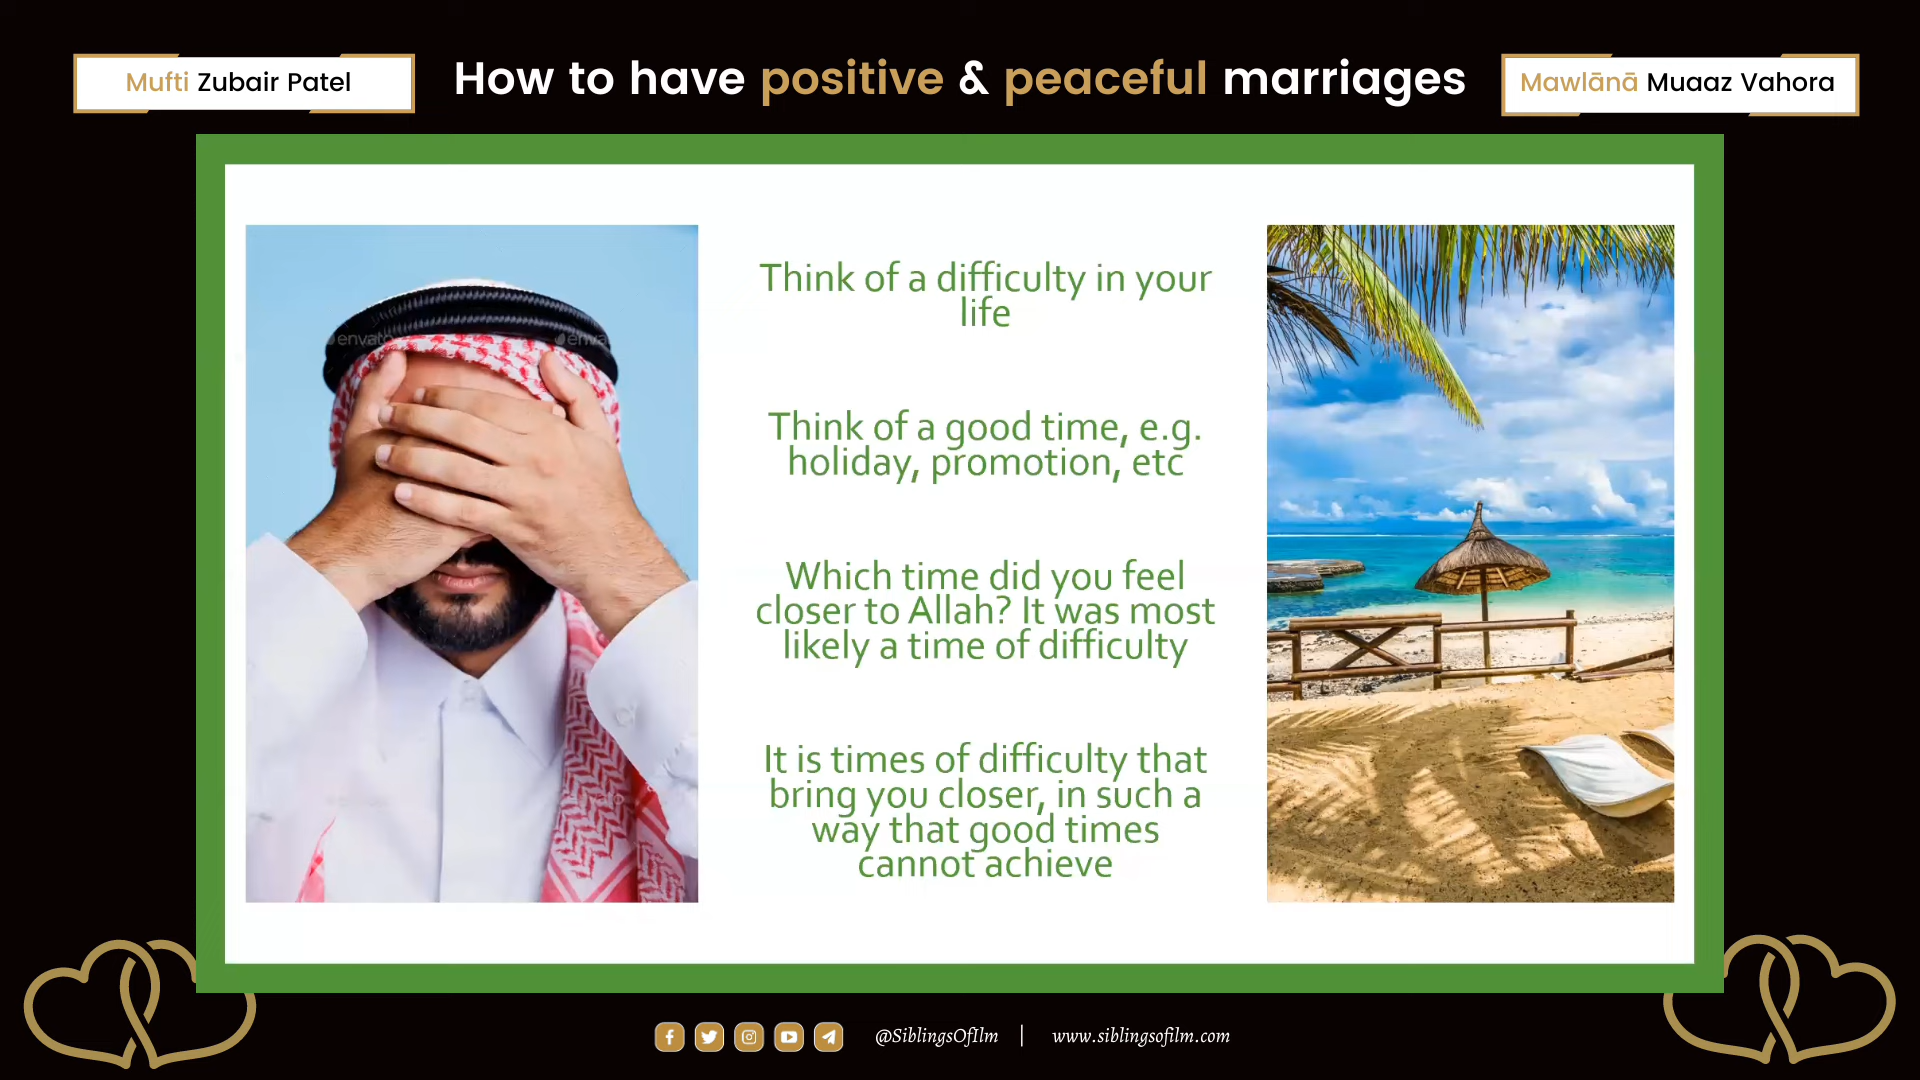 Mufti Zubair Patel
How to have positive & peaceful marriages
Mawlānā Muaaz Vahora
Think of a difficulty in your
life
Think of a good time, e.g.
holiday, promotion, etc
Which time did you feel
closer to Allah? It was most
likely a time of difficulty
It is times of difficulty that
bring you closer, in such a
way that good times
cannot achieve
envato
enva
@SiblingsOfIlm | www.siblingsofilm.com